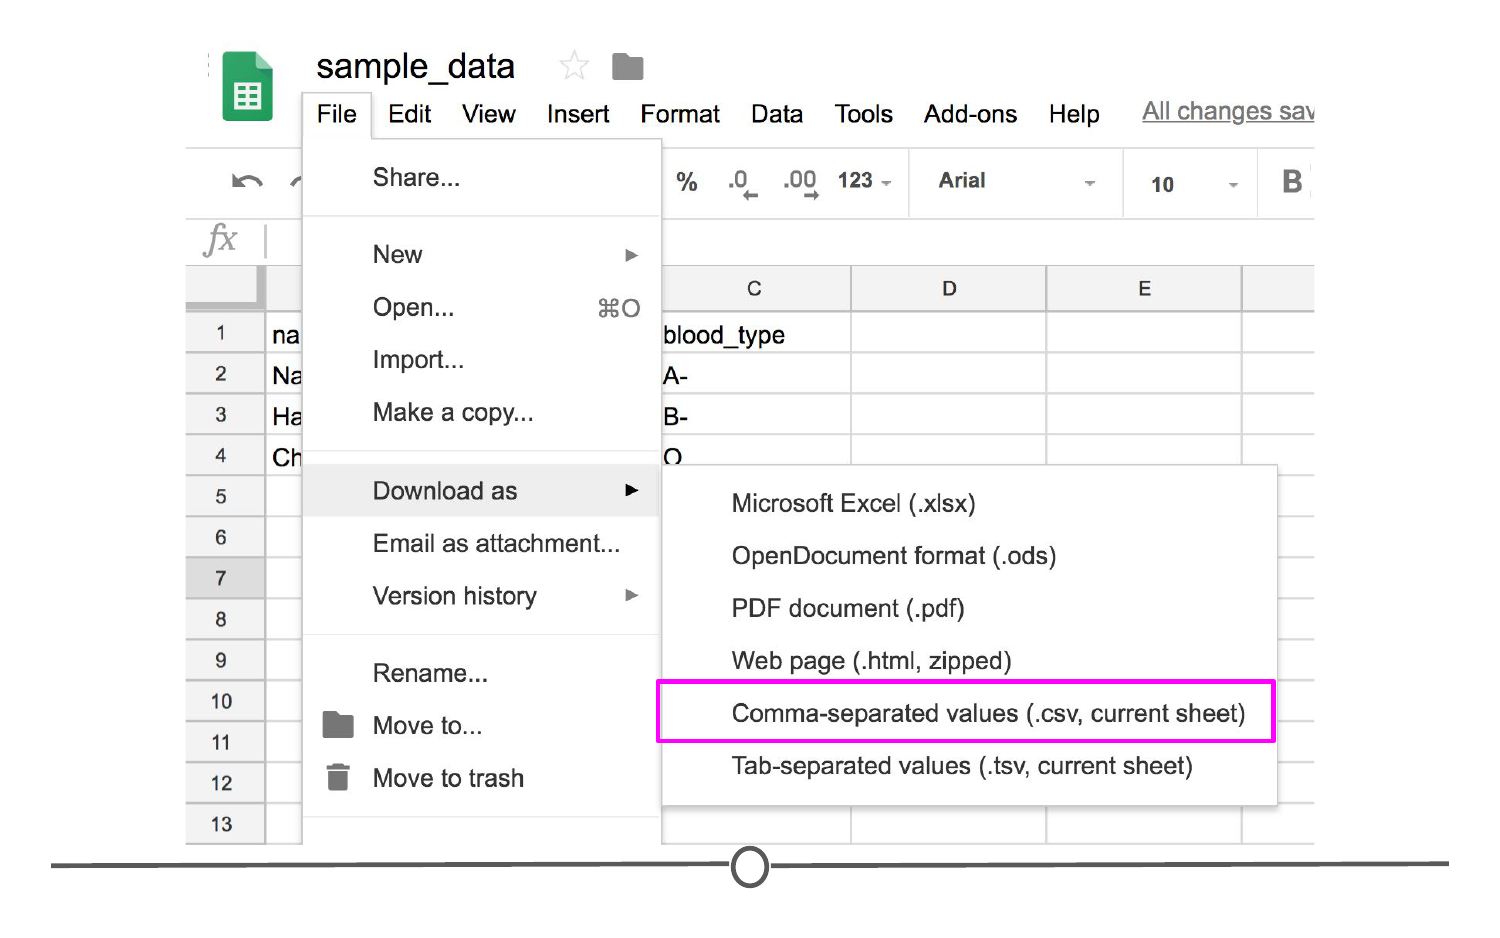 sample_data
File Edit View Insert Format Data Tools Add-ons Help All changes sav
% .0 .00 123 Arial 10 B
fx
Share...
New
Open... ⌘O
Import...
Make a copy...
Download as
Email as attachment...
Version history
Rename...
Move to...
Move to trash
C D E
1 na blood_type
2 Na A-
3 Ha B-
4 Ch O
5
6
7
8
9
10
11
12
13
Microsoft Excel (.xlsx)
OpenDocument format (.ods)
PDF document (.pdf)
Web page (.html, zipped)
Comma-separated values (.csv, current sheet)
Tab-separated values (.tsv, current sheet)